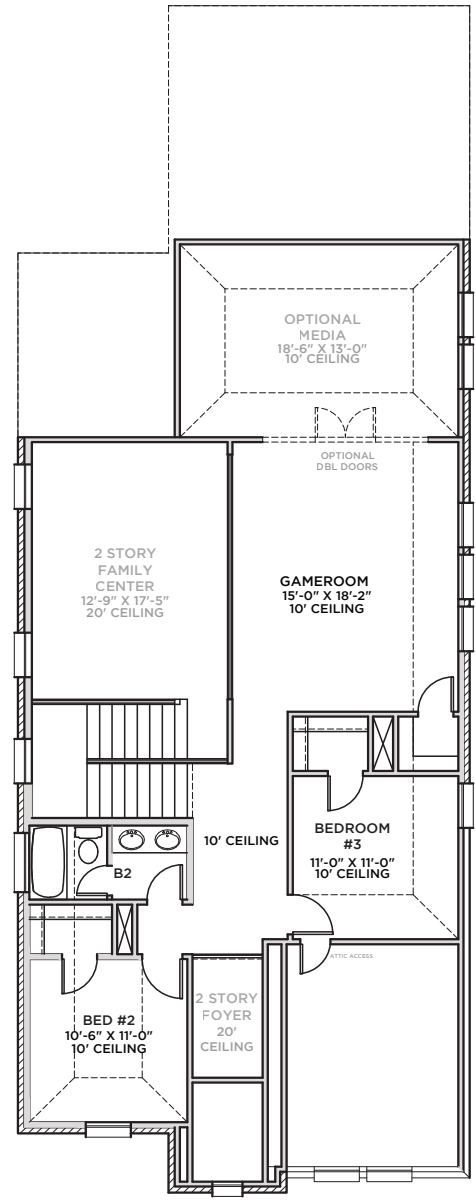 OPTIONAL
MEDIA
18'-6" X 13'-0"
10' CEILING
OPTIONAL
DBL DOORS
2 STORY
FAMILY
CENTER
12'-9" X 17'-5"
20' CEILING
GAMEROOM
15'-0" X 18'-2"
10' CEILING
10' CEILING
BEDROOM
#3
11'-0" X 11'-0"
10' CEILING
B2
ATTIC ACCESS
2 STORY
FOYER
20'
CEILING
BED #2
10'-6" X 11'-0"
10' CEILING